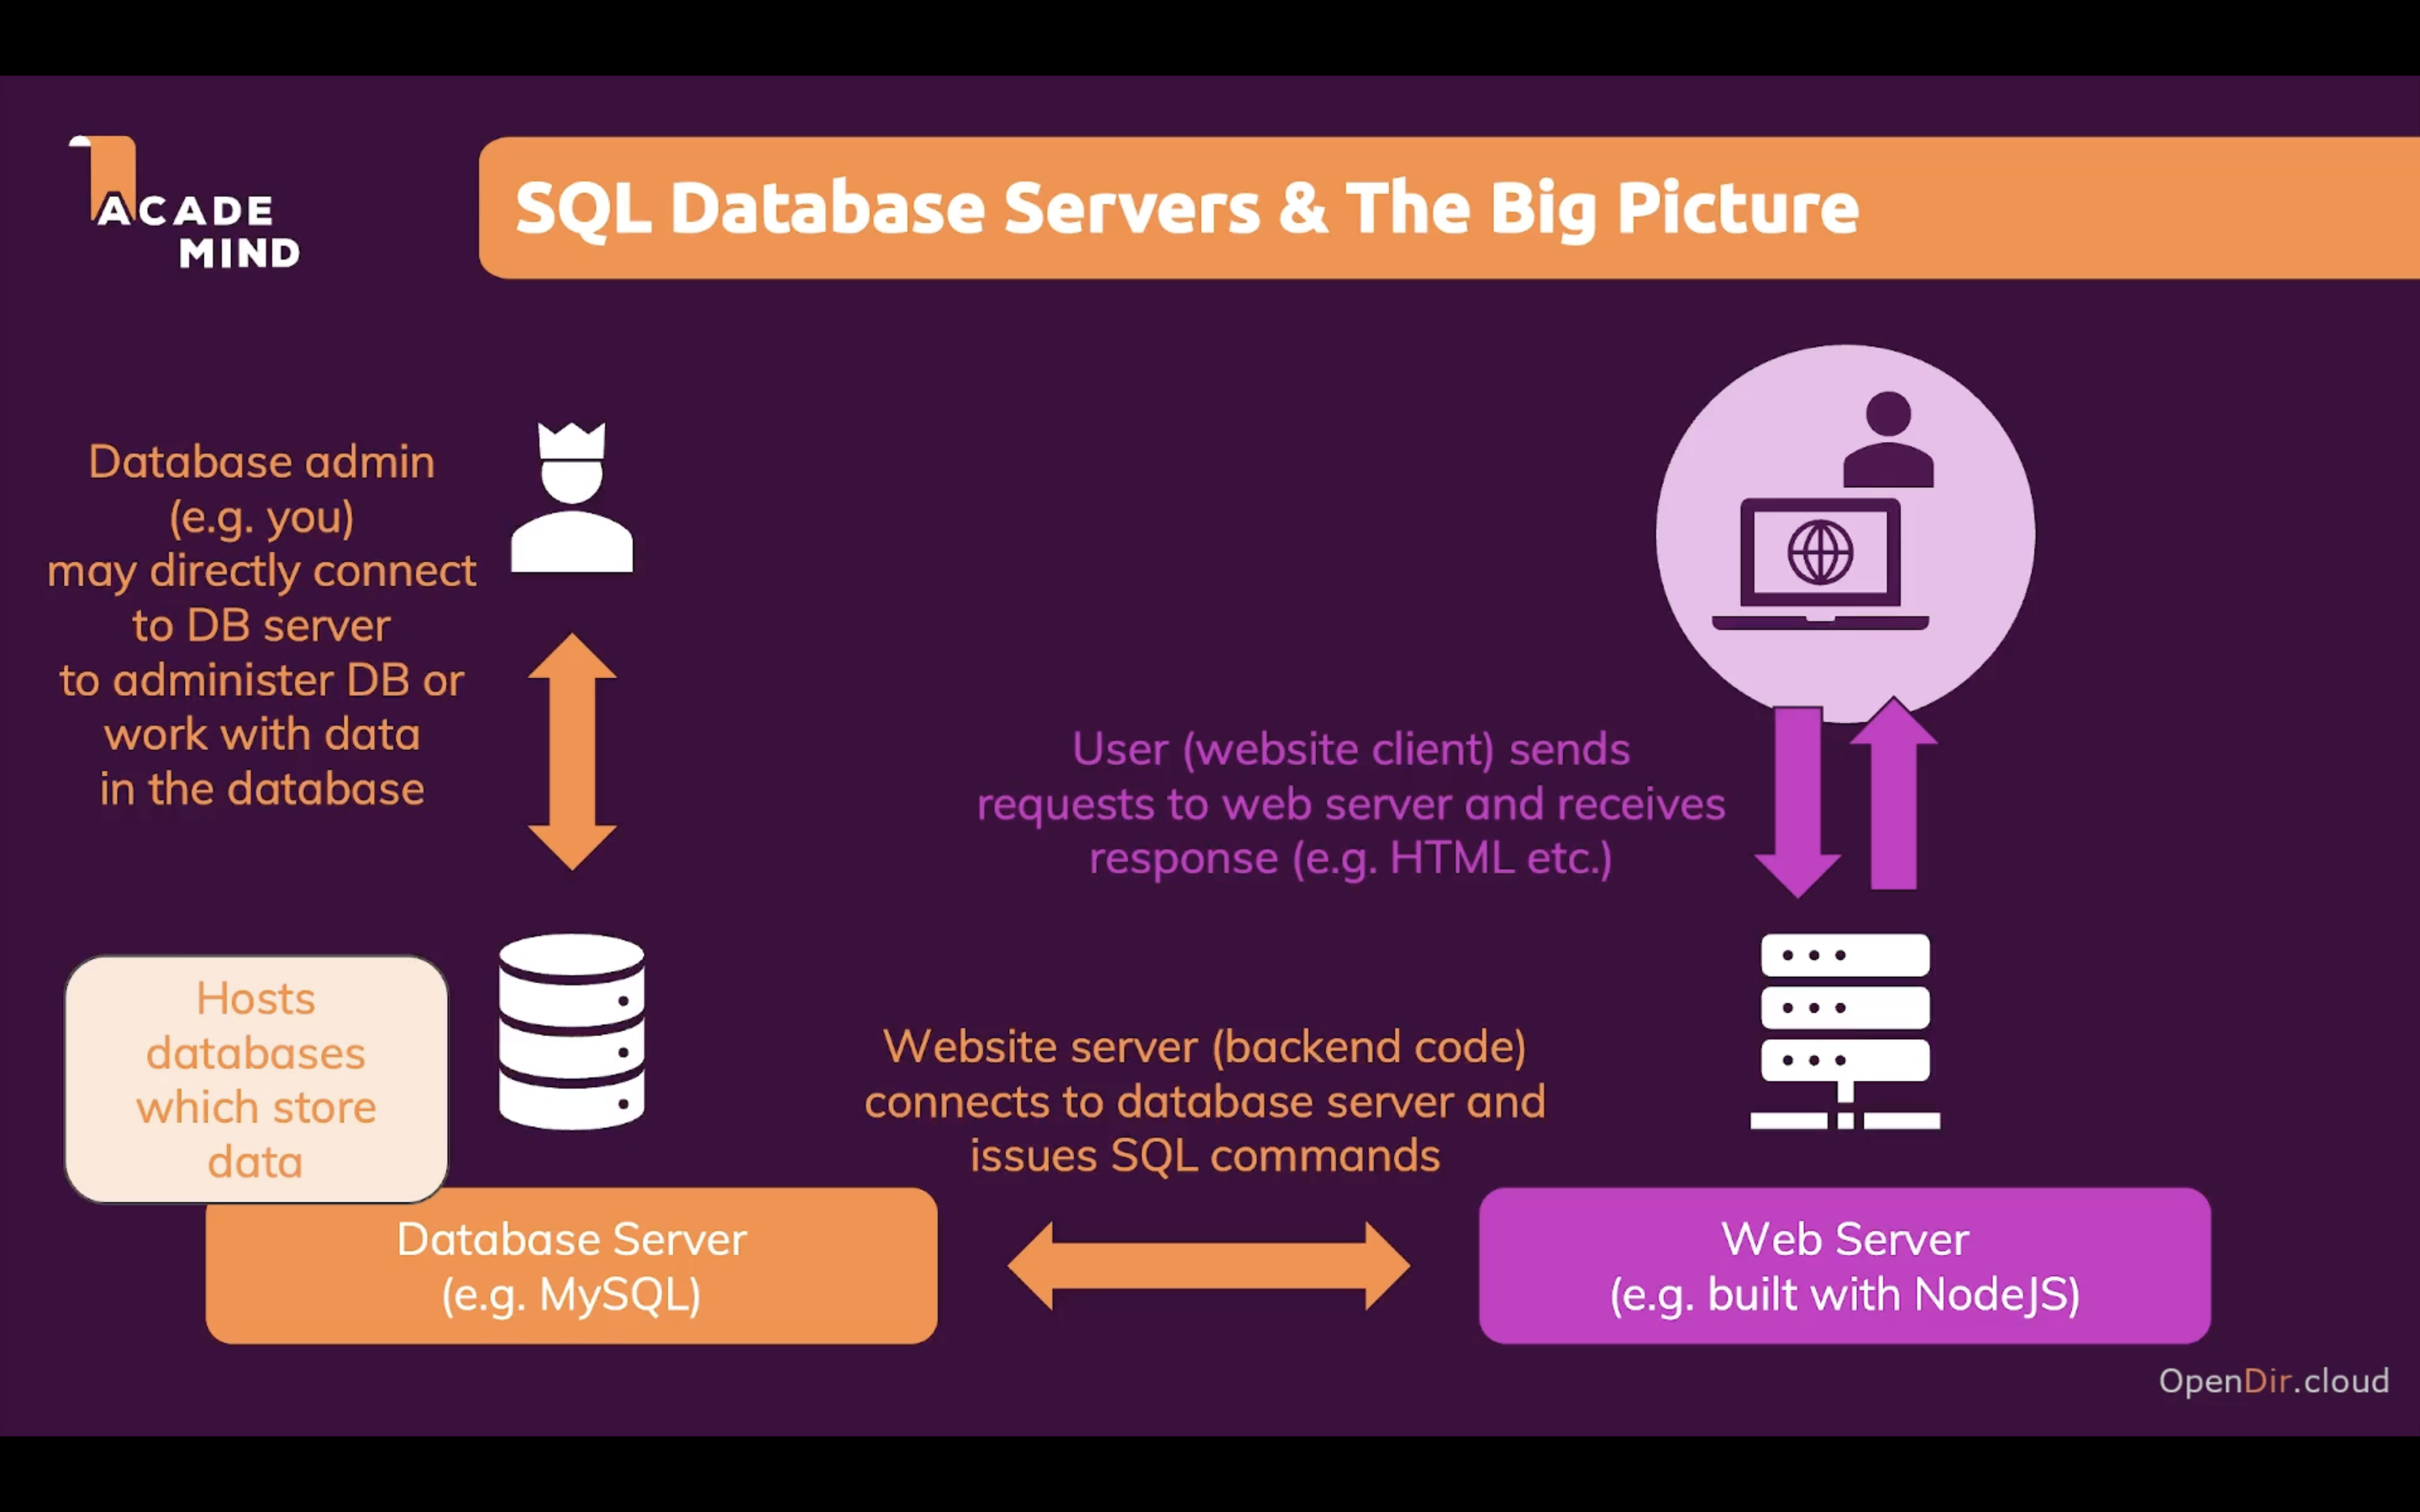 ACADE
MIND
SQL Database Servers & The Big Picture
Database admin
(e.g. you)
may directly connect
to DB server
to administer DB or
work with data
in the database
User (website client) sends
requests to web server and receives
response (e.g. HTML etc.)
Hosts
databases
which store
data
Website server (backend code)
connects to database server and
issues SQL commands
Database Server
(e.g. MySQL)
Web Server
(e.g. built with NodeJS)
OpenDir.cloud